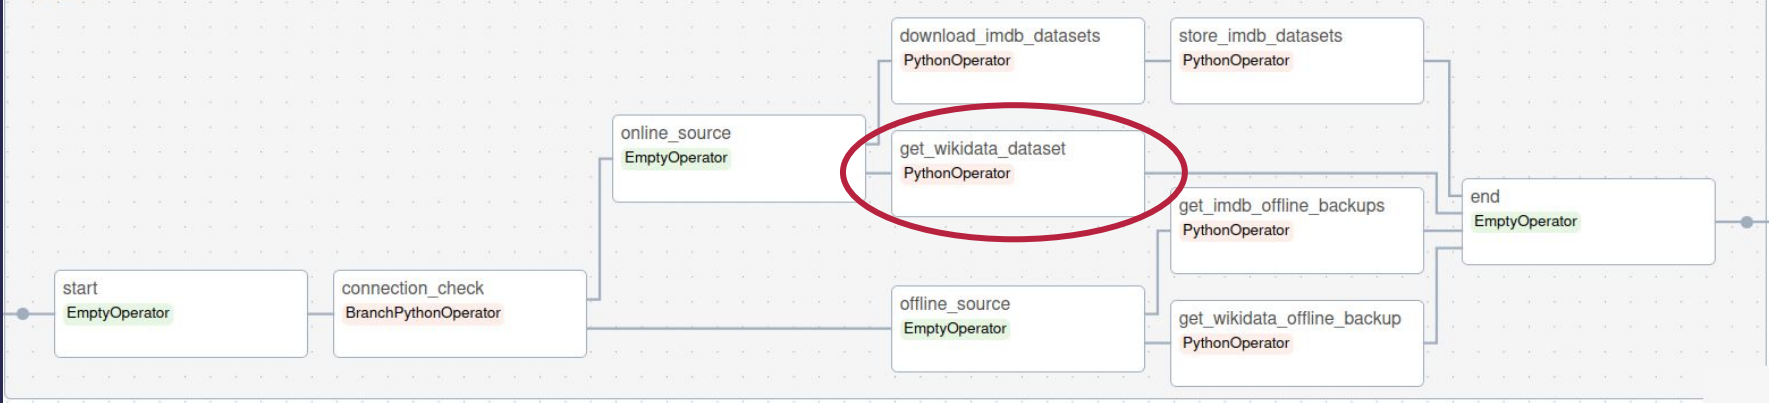 download_imdb_datasets
PythonOperator
store_imdb_datasets
PythonOperator
online_source
EmptyOperator
get_wikidata_dataset
PythonOperator
get_imdb_offline_backups
PythonOperator
end
EmptyOperator
start
EmptyOperator
connection_check
BranchPythonOperator
offline_source
EmptyOperator
get_wikidata_offline_backup
PythonOperator